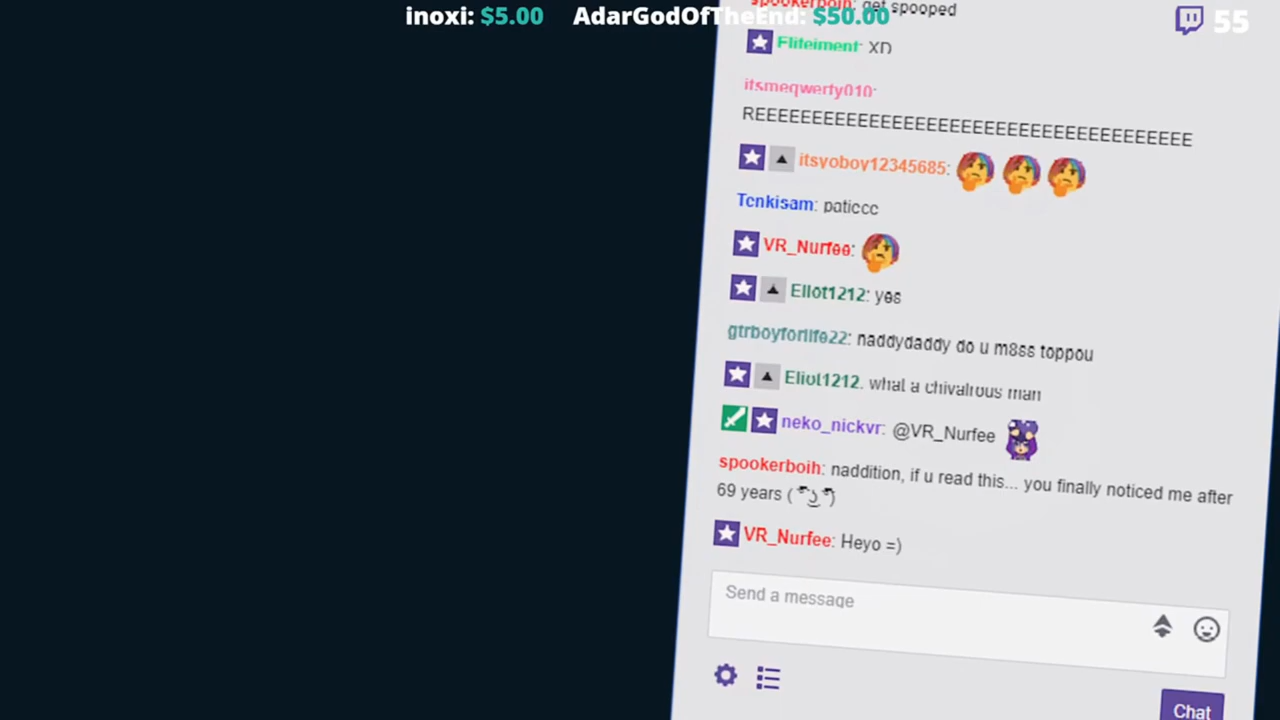 inoxi: $5.00 AdarGodOfTheEnd: $50.00
55
spookerboih: get spooped
Fliteiment: XD
itsmeqwerty010:
REEEEEEEEEEEEEEEEEEEEEEEEEEEEEEEEEEEEEEE
itsyoboy12345685:
Tenkisam: paticcc
VR_Nurfee:
Eliot1212: yes
gtrboyforlife22: naddydaddy do u m8ss toppou
Eliot1212: what a chivalrous man
neko_nickvr: @VR_Nurfee
spookerboih: naddition, if u read this... you finally noticed me after
69 years ( ͡° ͜ʖ ͡°)
VR_Nurfee: Heyo =)
Send a message
Chat